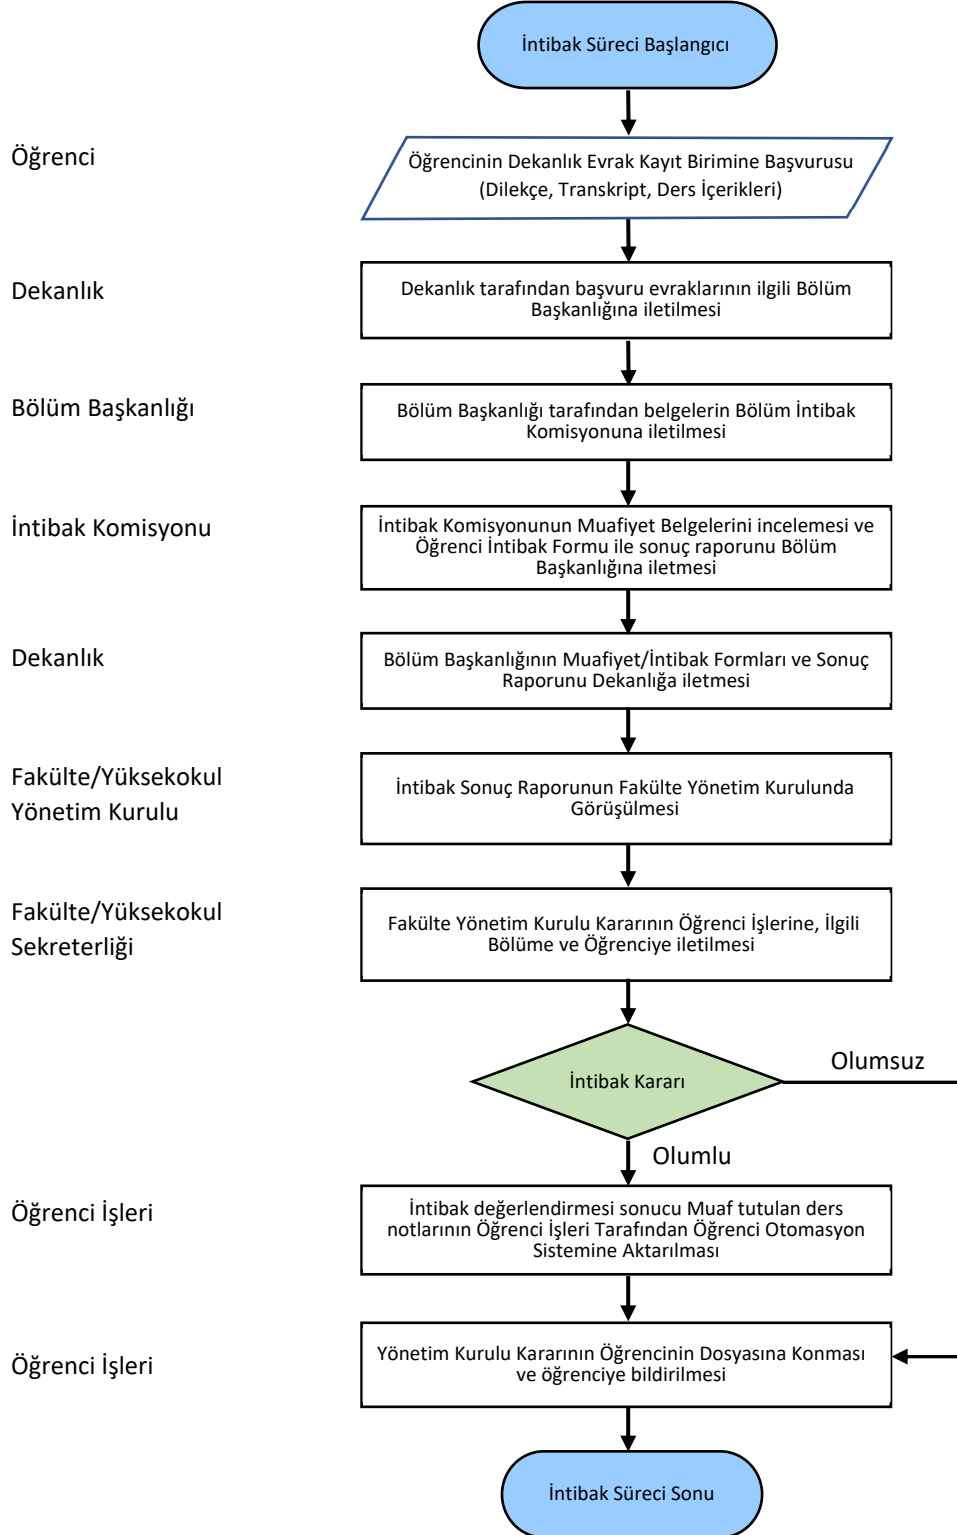 İntibak Süreci Başlangıcı
Öğrenci
Öğrencinin Dekanlık Evrak Kayıt Birimine Başvurusu
(Dilekçe, Transkript, Ders İçerikleri)
Dekanlık
Dekanlık tarafından başvuru evraklarının ilgili Bölüm
Başkanlığına iletilmesi
Bölüm Başkanlığı
Bölüm Başkanlığı tarafından belgelerin Bölüm İntibak
Komisyonuna iletilmesi
İntibak Komisyonu
İntibak Komisyonunun Muafiyet Belgelerini incelemesi ve
Öğrenci İntibak Formu ile sonuç raporunu Bölüm
Başkanlığına iletmesi
Dekanlık
Bölüm Başkanlığının Muafiyet/İntibak Formları ve Sonuç
Raporunu Dekanlığa iletmesi
Fakülte/Yüksekokul
Yönetim Kurulu
İntibak Sonuç Raporunun Fakülte Yönetim Kurulunda
Görüşülmesi
Fakülte/Yüksekokul
Sekreterliği
Fakülte Yönetim Kurulu Kararının Öğrenci İşlerine, İlgili
Bölüme ve Öğrenciye iletilmesi
İntibak Kararı
Olumsuz
Olumlu
Öğrenci İşleri
İntibak değerlendirmesi sonucu Muaf tutulan ders
notlarının Öğrenci İşleri Tarafından Öğrenci Otomasyon
Sistemine Aktarılması
Öğrenci İşleri
Yönetim Kurulu Kararının Öğrencinin Dosyasına Konması
ve öğrenciye bildirilmesi
İntibak Süreci Sonu